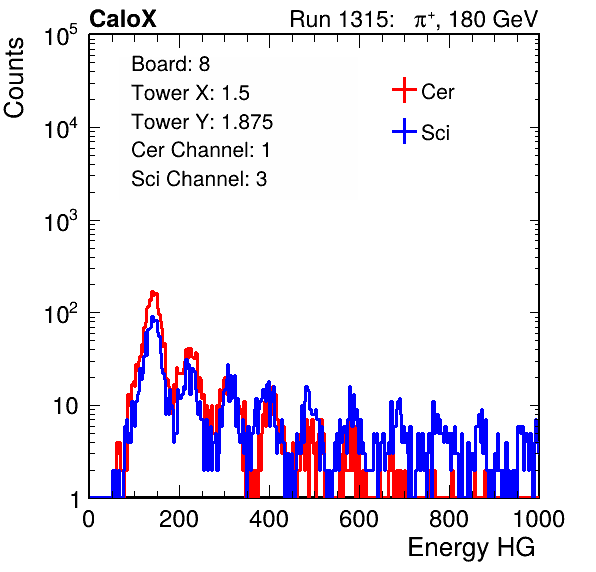 CaloX Run 1315: π⁺, 180 GeV
Counts
10⁵
10⁴
10³
10²
10
1
Board: 8
Tower X: 1.5
Tower Y: 1.875
Cer Channel: 1
Sci Channel: 3
Cer
Sci
0 200 400 600 800 1000
Energy HG